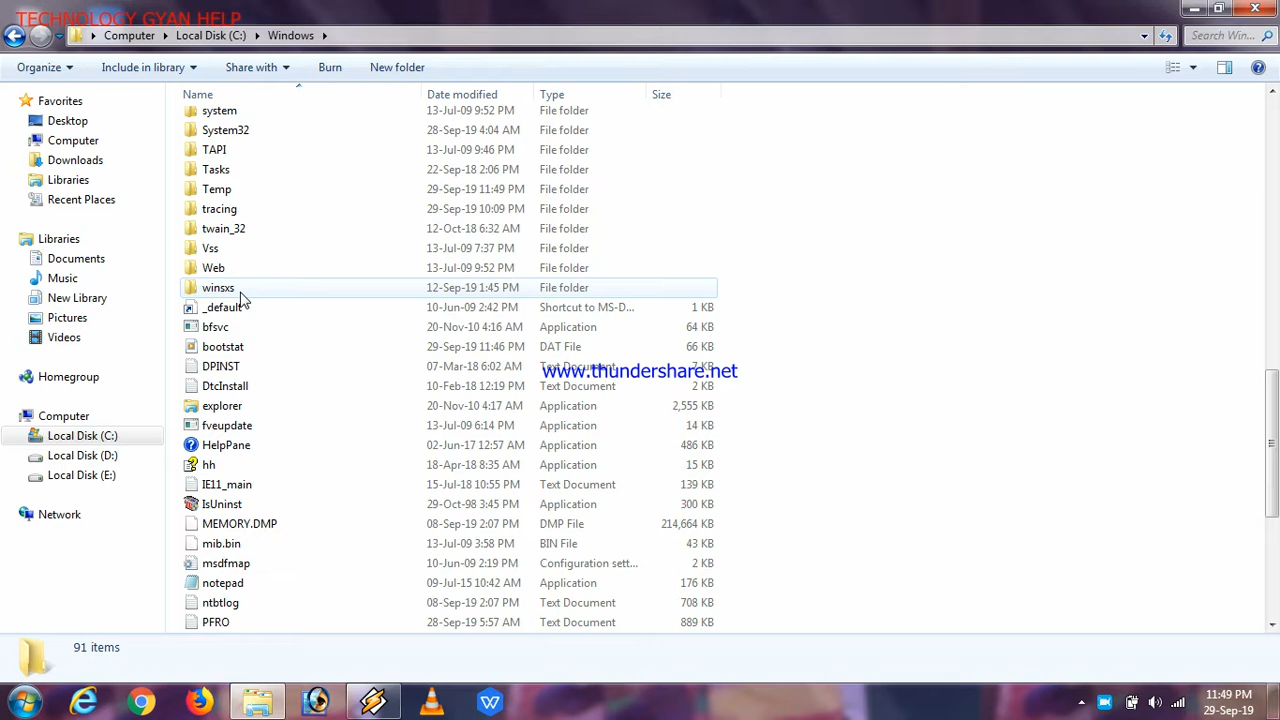 TECHNOLOGY GYAN HELP
Computer Local Disk (C:) Windows Search Win...
Organize Include in library Share with Burn New folder
Name Date modified Type Size
Favorites
Desktop
Computer
Downloads
Libraries
Recent Places
Libraries
Documents
Music
New Library
Pictures
Videos
Homegroup
Computer
Local Disk (C:)
Local Disk (D:)
Local Disk (E:)
Network
system 13-Jul-09 9:52 PM File folder
System32 28-Sep-19 4:04 AM File folder
TAPI 13-Jul-09 9:46 PM File folder
Tasks 22-Sep-18 2:06 PM File folder
Temp 29-Sep-19 11:49 PM File folder
tracing 29-Sep-19 10:09 PM File folder
twain_32 12-Oct-18 6:32 AM File folder
Vss 13-Jul-09 7:37 PM File folder
Web 13-Jul-09 9:52 PM File folder
winsxs 12-Sep-19 1:45 PM File folder
_default 10-Jun-09 2:42 PM Shortcut to MS-D... 1 KB
bfsvc 20-Nov-10 4:16 AM Application 64 KB
bootstat 29-Sep-19 11:46 PM DAT File 66 KB
DPINST 07-Mar-18 6:02 AM Text Document 7 KB
www.thundershare.net
DtcInstall 10-Feb-18 12:19 PM Text Document 2 KB
explorer 20-Nov-10 4:17 AM Application 2,555 KB
fveupdate 13-Jul-09 6:14 PM Application 14 KB
HelpPane 02-Jun-17 12:57 AM Application 486 KB
hh 18-Apr-18 8:35 AM Application 15 KB
IE11_main 15-Jul-18 10:55 PM Text Document 139 KB
IsUninst 29-Oct-98 3:45 PM Application 300 KB
MEMORY.DMP 08-Sep-19 2:07 PM DMP File 214,664 KB
mib.bin 13-Jul-09 3:58 PM BIN File 43 KB
msdfmap 10-Jun-09 2:19 PM Configuration sett... 2 KB
notepad 09-Jul-15 10:42 AM Application 176 KB
ntbtlog 08-Sep-19 2:07 PM Text Document 708 KB
PFRO 28-Sep-19 5:57 AM Text Document 889 KB
91 items
11:49 PM
29-Sep-19